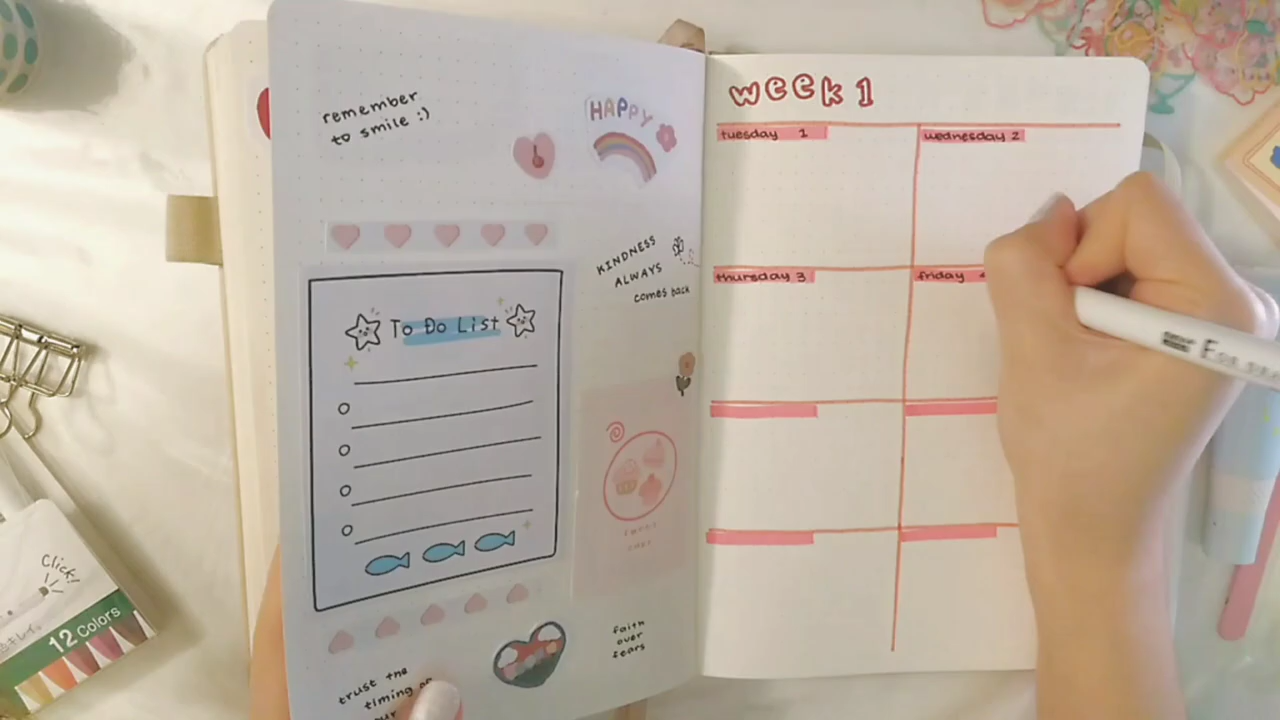 remember
to smile :)
HAPPY
KINDNESS
ALWAYS
comes back
To Do List
faith
over
trust the
timing
week 1
tuesday 1
wednesday 2
thursday 3
friday
Click!
12 Colors